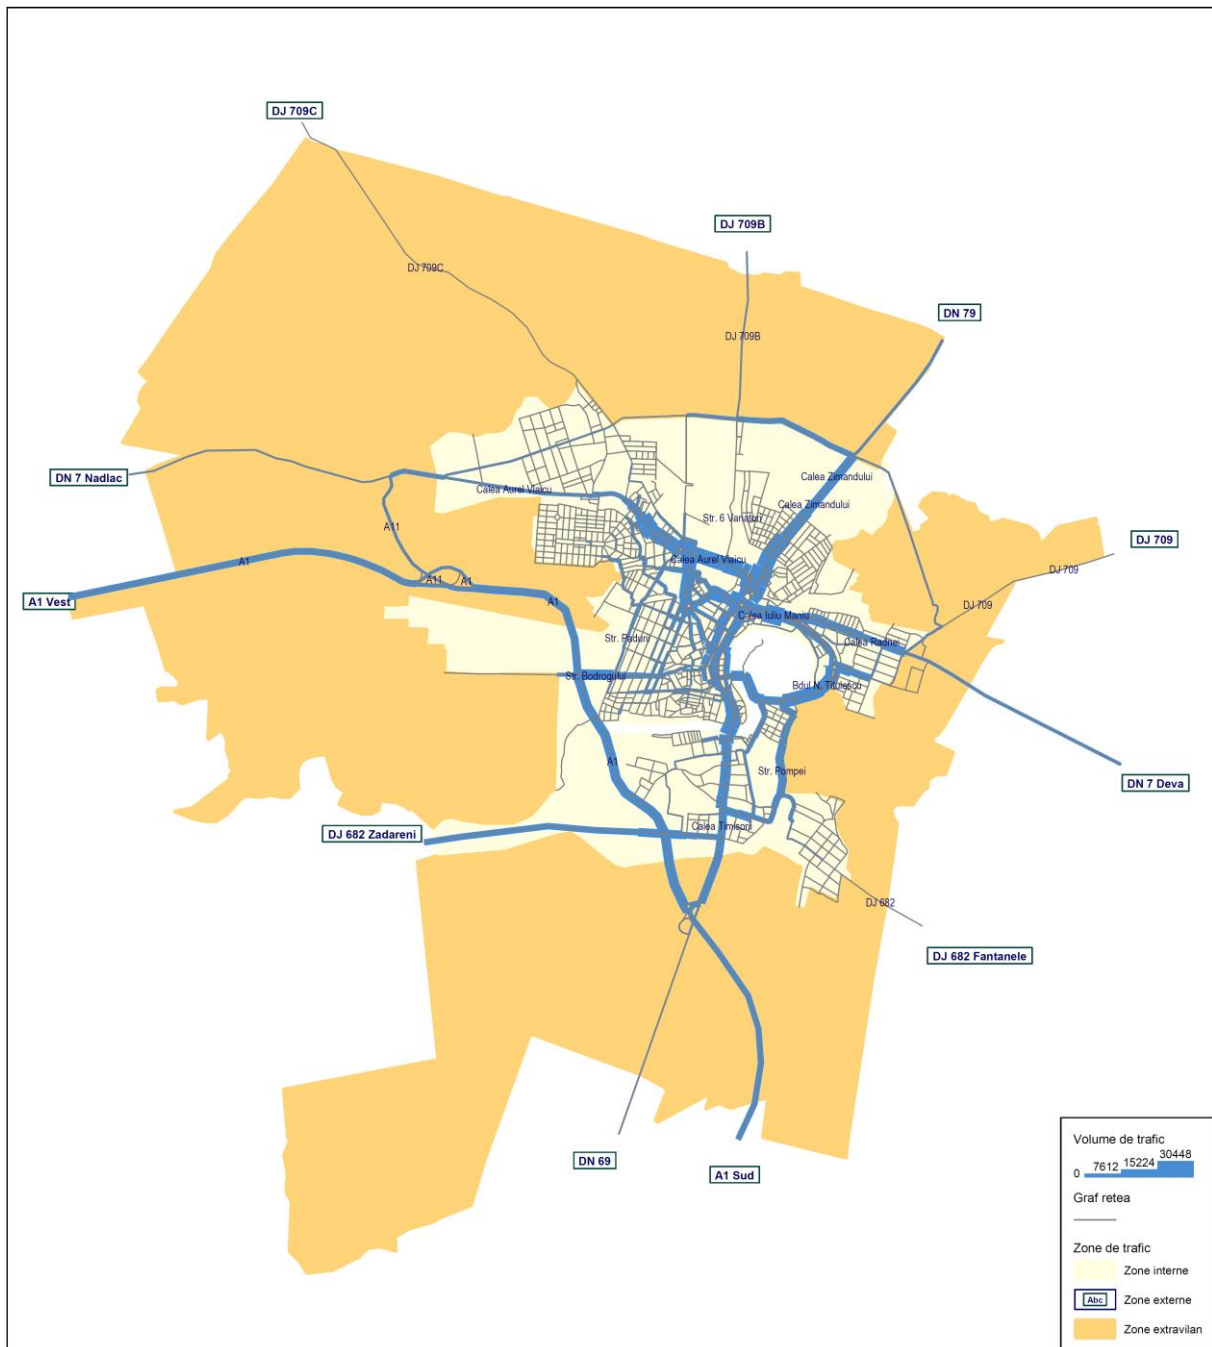 DJ 709C
DJ 709B
DJ 709C
DN 79
DJ 709B
DN 7 Nadlac
Calea Zimandului
Calea Aurel Vlaicu
Calea Zimandului
Str. 6 Vanatori
A11
DJ 709
Calea Aurel Vlaicu
A1
DJ 709
A11
A1
A1 Vest
A1
DJ 709
Calea Iuliu Maniu
Str. Padurii
Calea Radnei
Str. Bodrogului
Bdul N. Titulescu
A1
Str. Pompei
DN 7 Deva
Calea Timisorii
DJ 682 Zadareni
DJ 682
DJ 682 Fantanele
DN 69
A1 Sud
Volume de trafic
0 7612 15224 30448
Graf retea
Zone de trafic
Zone interne
Abc Zone externe
Zone extravilan